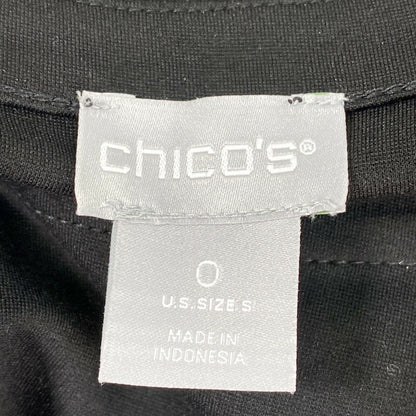 chico's®
0
U.S. SIZE S
MADE IN
INDONESIA